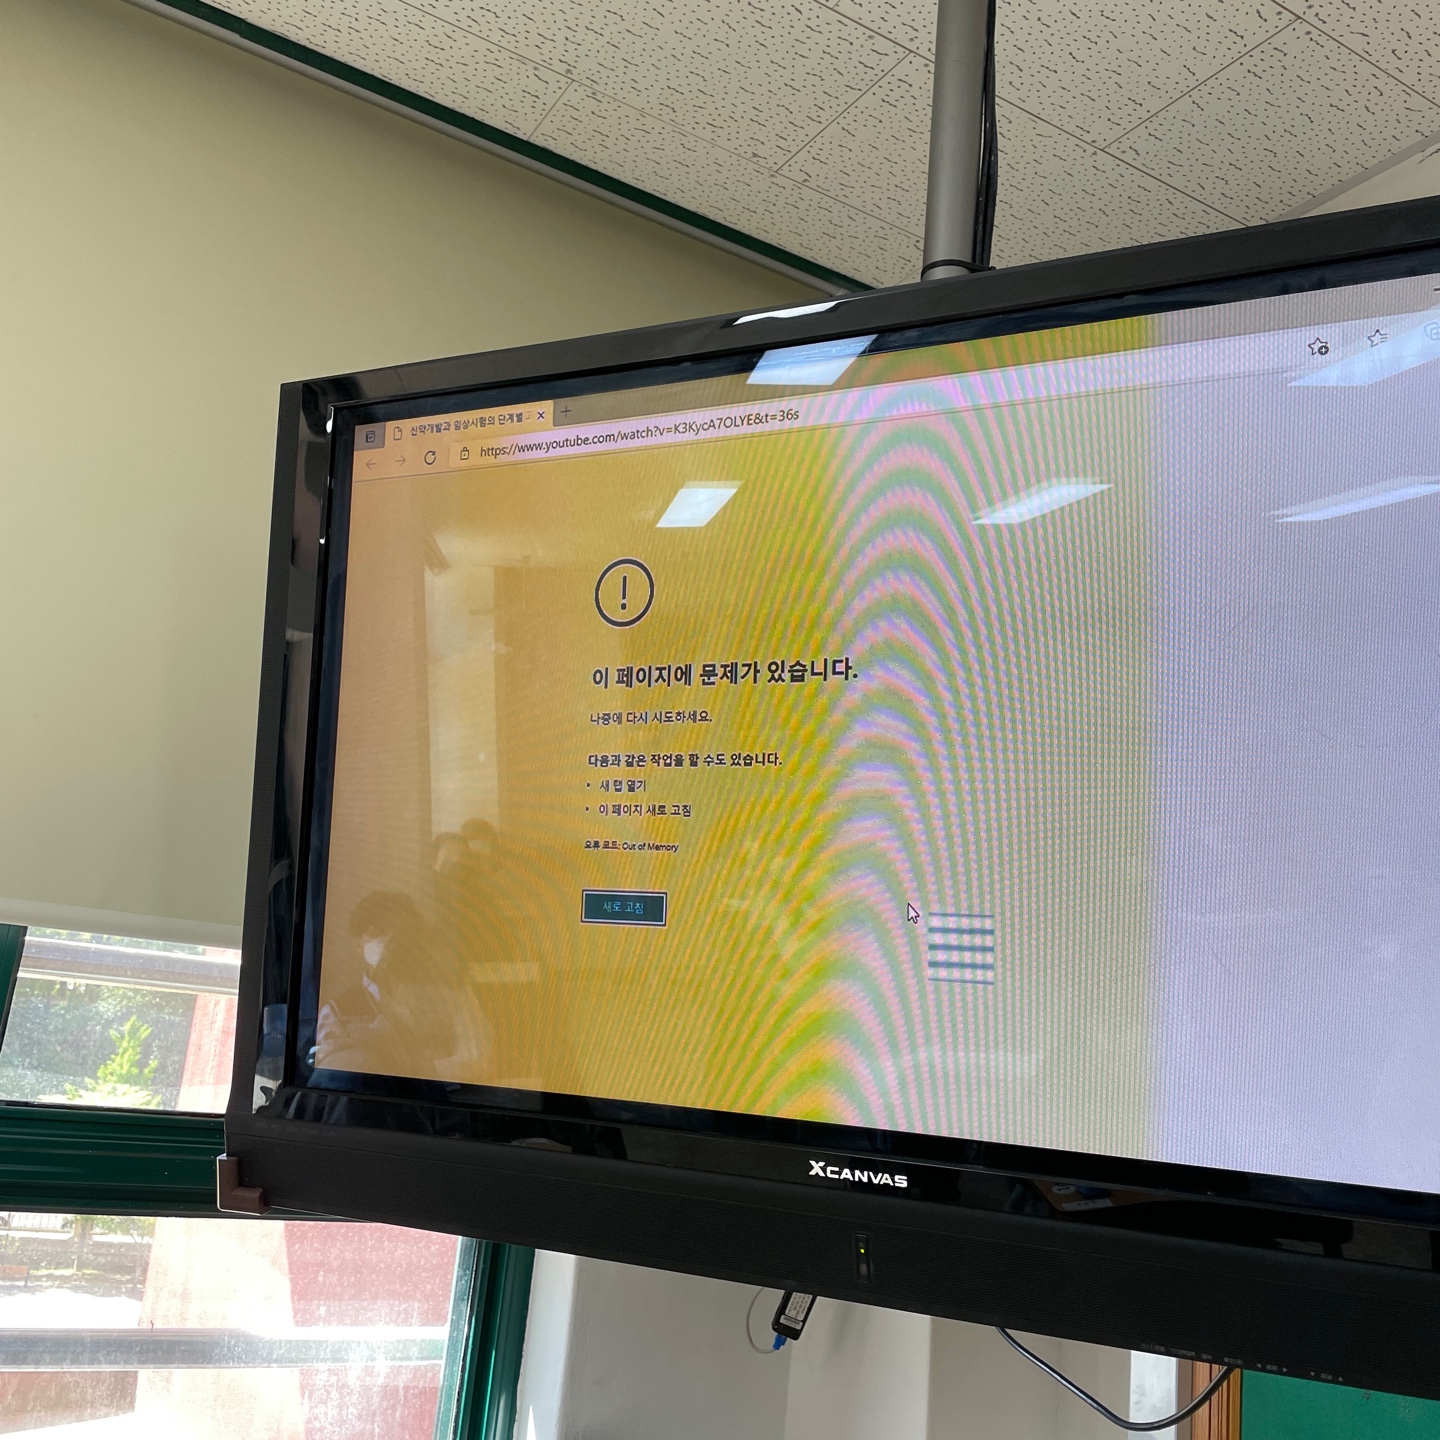 신약개발과 임상시험의 단계별
https://www.youtube.com/watch?v=K3KycA7OLYE&t=36s
이 페이지에 문제가 있습니다.
나중에 다시 시도하세요.
다음과 같은 작업을 할 수도 있습니다.
• 새 탭 열기
• 이 페이지 새로 고침
오류 코드: Out of Memory
새로 고침
XCANVAS